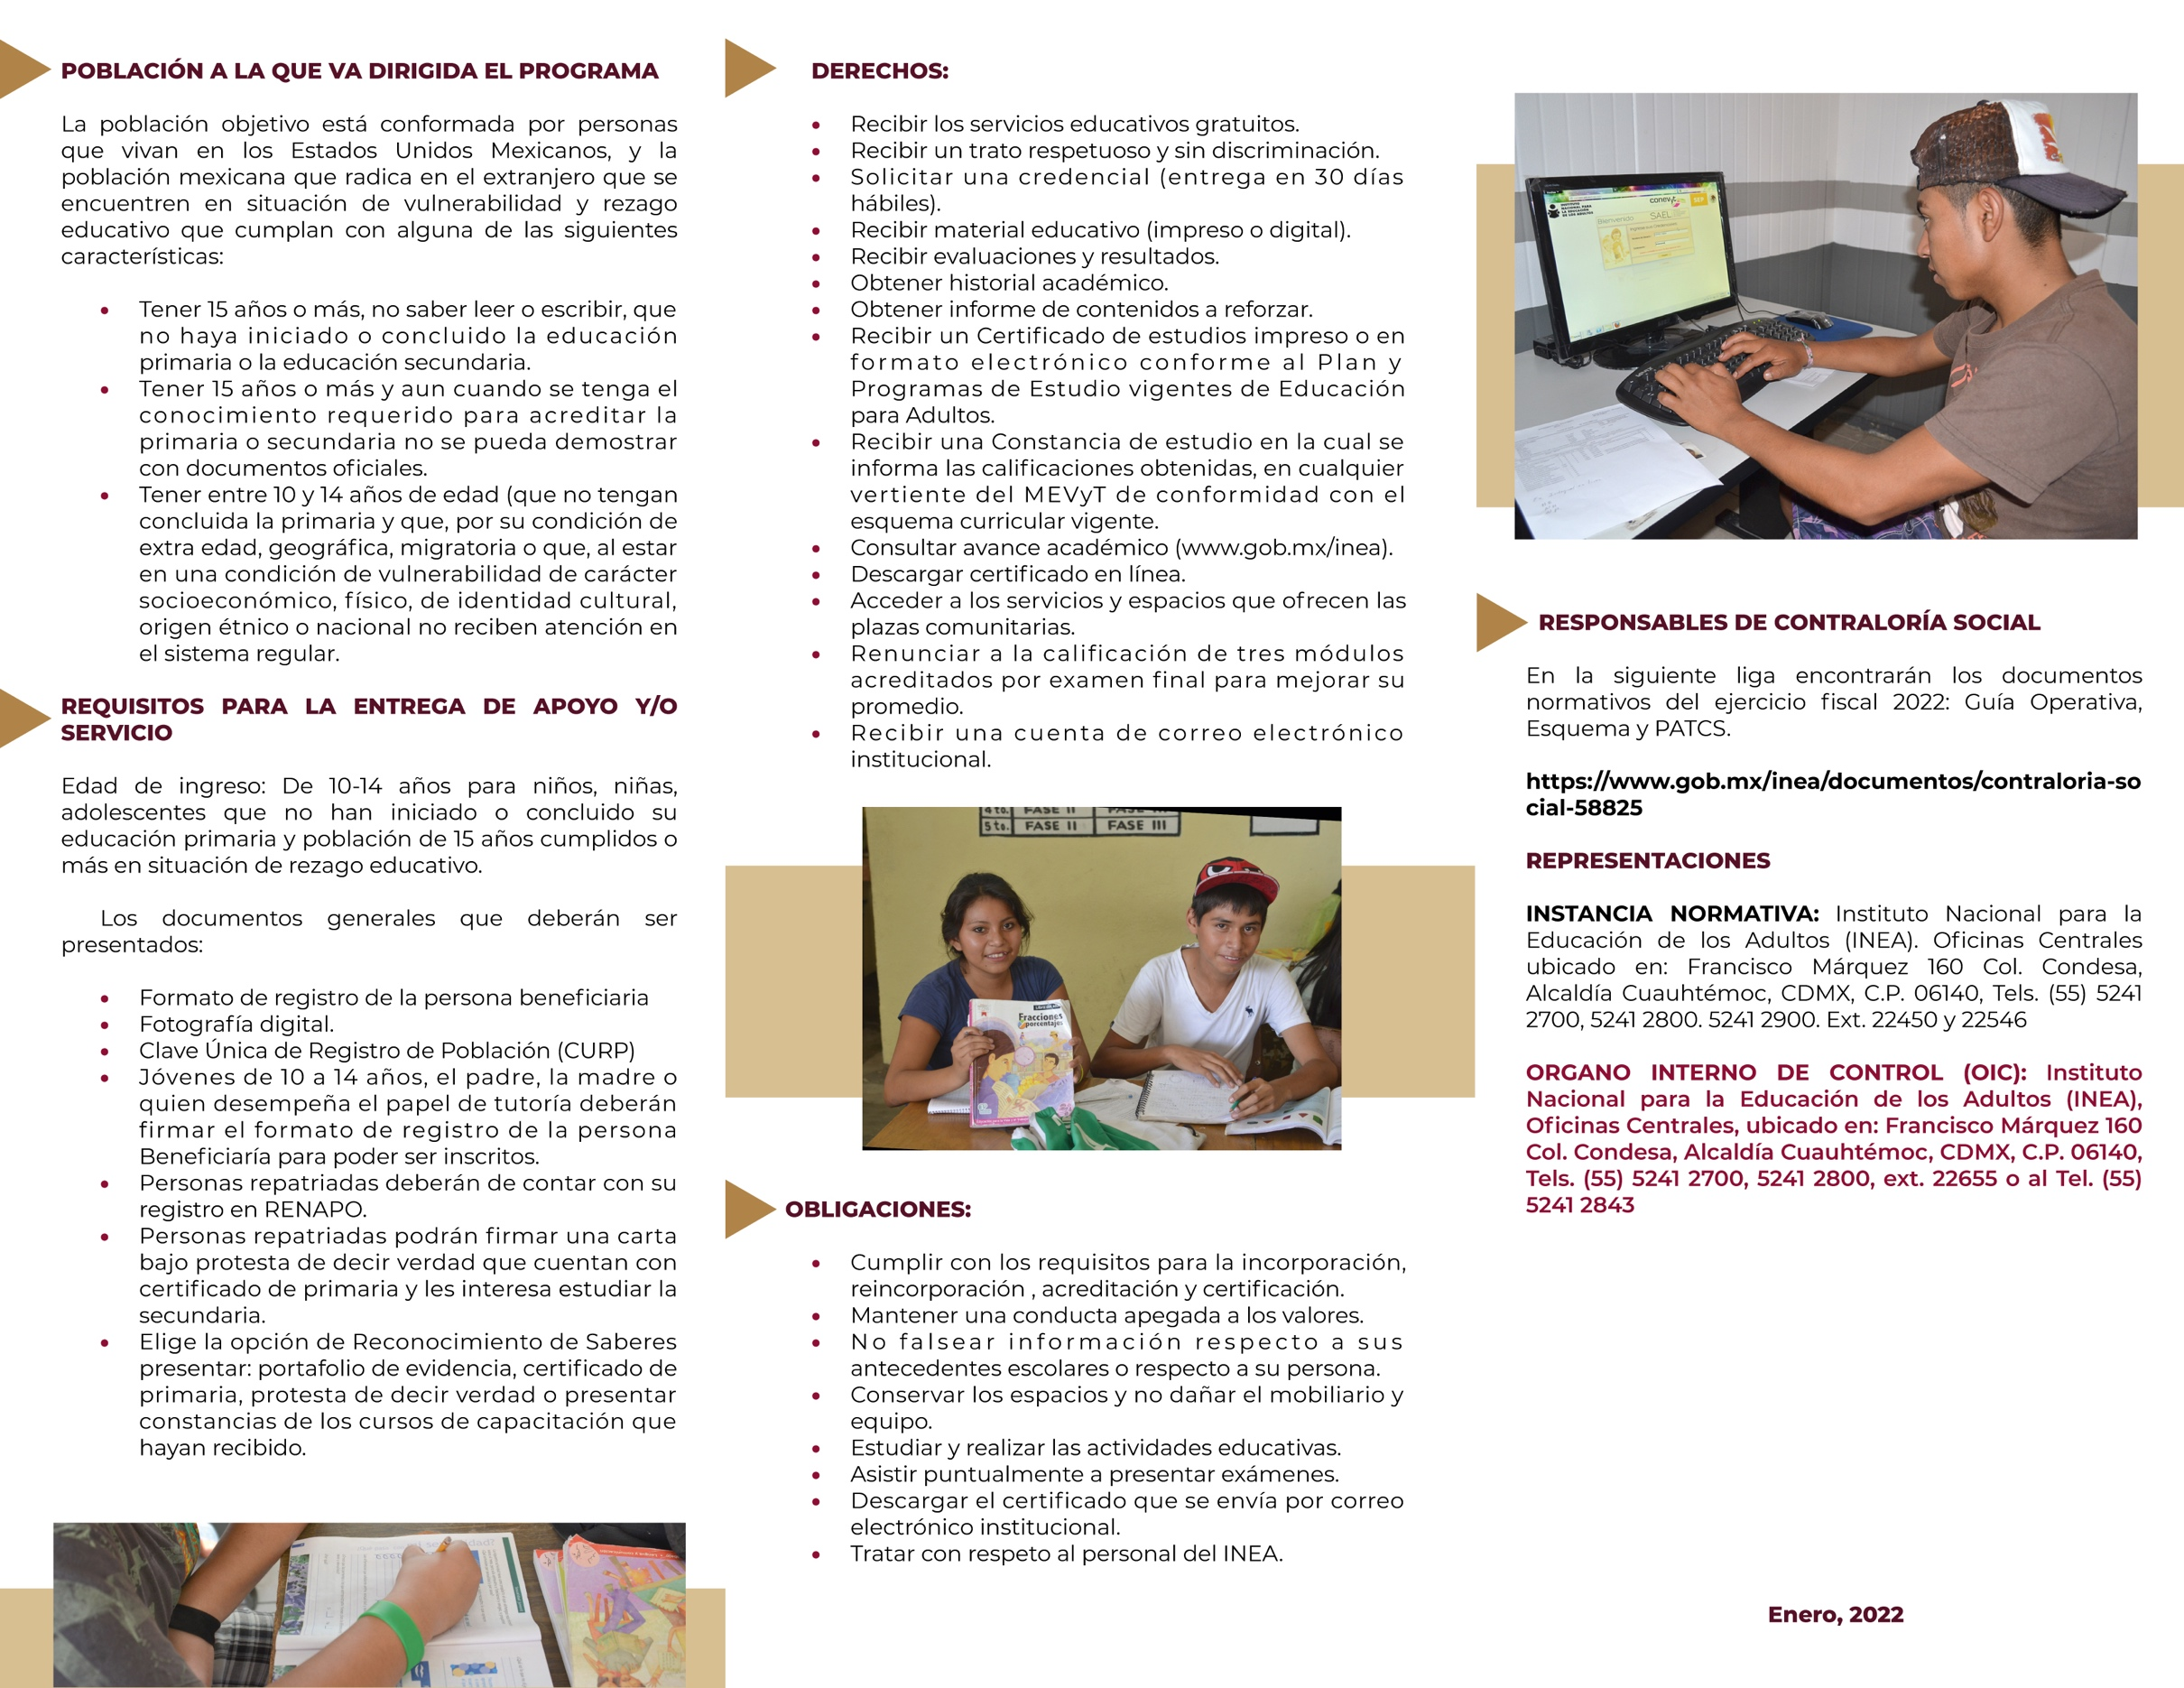 POBLACIÓN A LA QUE VA DIRIGIDA EL PROGRAMA
La población objetivo está conformada por personas
que vivan en los Estados Unidos Mexicanos, y la
población mexicana que radica en el extranjero que se
encuentren en situación de vulnerabilidad y rezago
educativo que cumplan con alguna de las siguientes
características:
• Tener 15 años o más, no saber leer o escribir, que
no haya iniciado o concluido la educación
primaria o la educación secundaria.
• Tener 15 años o más y aun cuando se tenga el
conocimiento requerido para acreditar la
primaria o secundaria no se pueda demostrar
con documentos oficiales.
• Tener entre 10 y 14 años de edad (que no tengan
concluida la primaria y que, por su condición de
extra edad, geográfica, migratoria o que, al estar
en una condición de vulnerabilidad de carácter
socioeconómico, físico, de identidad cultural,
origen étnico o nacional no reciben atención en
el sistema regular.
REQUISITOS PARA LA ENTREGA DE APOYO Y/O
SERVICIO
Edad de ingreso: De 10-14 años para niños, niñas,
adolescentes que no han iniciado o concluido su
educación primaria y población de 15 años cumplidos o
más en situación de rezago educativo.
Los documentos generales que deberán ser
presentados:
• Formato de registro de la persona beneficiaria
• Fotografía digital.
• Clave Única de Registro de Población (CURP)
• Jóvenes de 10 a 14 años, el padre, la madre o
quien desempeña el papel de tutoría deberán
firmar el formato de registro de la persona
Beneficiaría para poder ser inscritos.
• Personas repatriadas deberán de contar con su
registro en RENAPO.
• Personas repatriadas podrán firmar una carta
bajo protesta de decir verdad que cuentan con
certificado de primaria y les interesa estudiar la
secundaria.
• Elige la opción de Reconocimiento de Saberes
presentar: portafolio de evidencia, certificado de
primaria, protesta de decir verdad o presentar
constancias de los cursos de capacitación que
hayan recibido.
DERECHOS:
• Recibir los servicios educativos gratuitos.
• Recibir un trato respetuoso y sin discriminación.
• Solicitar una credencial (entrega en 30 días
hábiles).
• Recibir material educativo (impreso o digital).
• Recibir evaluaciones y resultados.
• Obtener historial académico.
• Obtener informe de contenidos a reforzar.
• Recibir un Certificado de estudios impreso o en
formato electrónico conforme al Plan y
Programas de Estudio vigentes de Educación
para Adultos.
• Recibir una Constancia de estudio en la cual se
informa las calificaciones obtenidas, en cualquier
vertiente del MEVyT de conformidad con el
esquema curricular vigente.
• Consultar avance académico (www.gob.mx/inea).
• Descargar certificado en línea.
• Acceder a los servicios y espacios que ofrecen las
plazas comunitarias.
• Renunciar a la calificación de tres módulos
acreditados por examen final para mejorar su
promedio.
• Recibir una cuenta de correo electrónico
institucional.
4to. FASE II
5to. FASE II FASE III
Fracciones
porcentajes
OBLIGACIONES:
• Cumplir con los requisitos para la incorporación,
reincorporación , acreditación y certificación.
• Mantener una conducta apegada a los valores.
• No falsear información respecto a sus
antecedentes escolares o respecto a su persona.
• Conservar los espacios y no dañar el mobiliario y
equipo.
• Estudiar y realizar las actividades educativas.
• Asistir puntualmente a presentar exámenes.
• Descargar el certificado que se envía por correo
electrónico institucional.
• Tratar con respeto al personal del INEA.
conevyt SEP
Bienvenido SAEL
RESPONSABLES DE CONTRALORÍA SOCIAL
En la siguiente liga encontrarán los documentos
normativos del ejercicio fiscal 2022: Guía Operativa,
Esquema y PATCS.
https://www.gob.mx/inea/documentos/contraloria-so
cial-58825
REPRESENTACIONES
INSTANCIA NORMATIVA: Instituto Nacional para la
Educación de los Adultos (INEA). Oficinas Centrales
ubicado en: Francisco Márquez 160 Col. Condesa,
Alcaldía Cuauhtémoc, CDMX, C.P. 06140, Tels. (55) 5241
2700, 5241 2800. 5241 2900. Ext. 22450 y 22546
ORGANO INTERNO DE CONTROL (OIC): Instituto
Nacional para la Educación de los Adultos (INEA),
Oficinas Centrales, ubicado en: Francisco Márquez 160
Col. Condesa, Alcaldía Cuauhtémoc, CDMX, C.P. 06140,
Tels. (55) 5241 2700, 5241 2800, ext. 22655 o al Tel. (55)
5241 2843
Enero, 2022